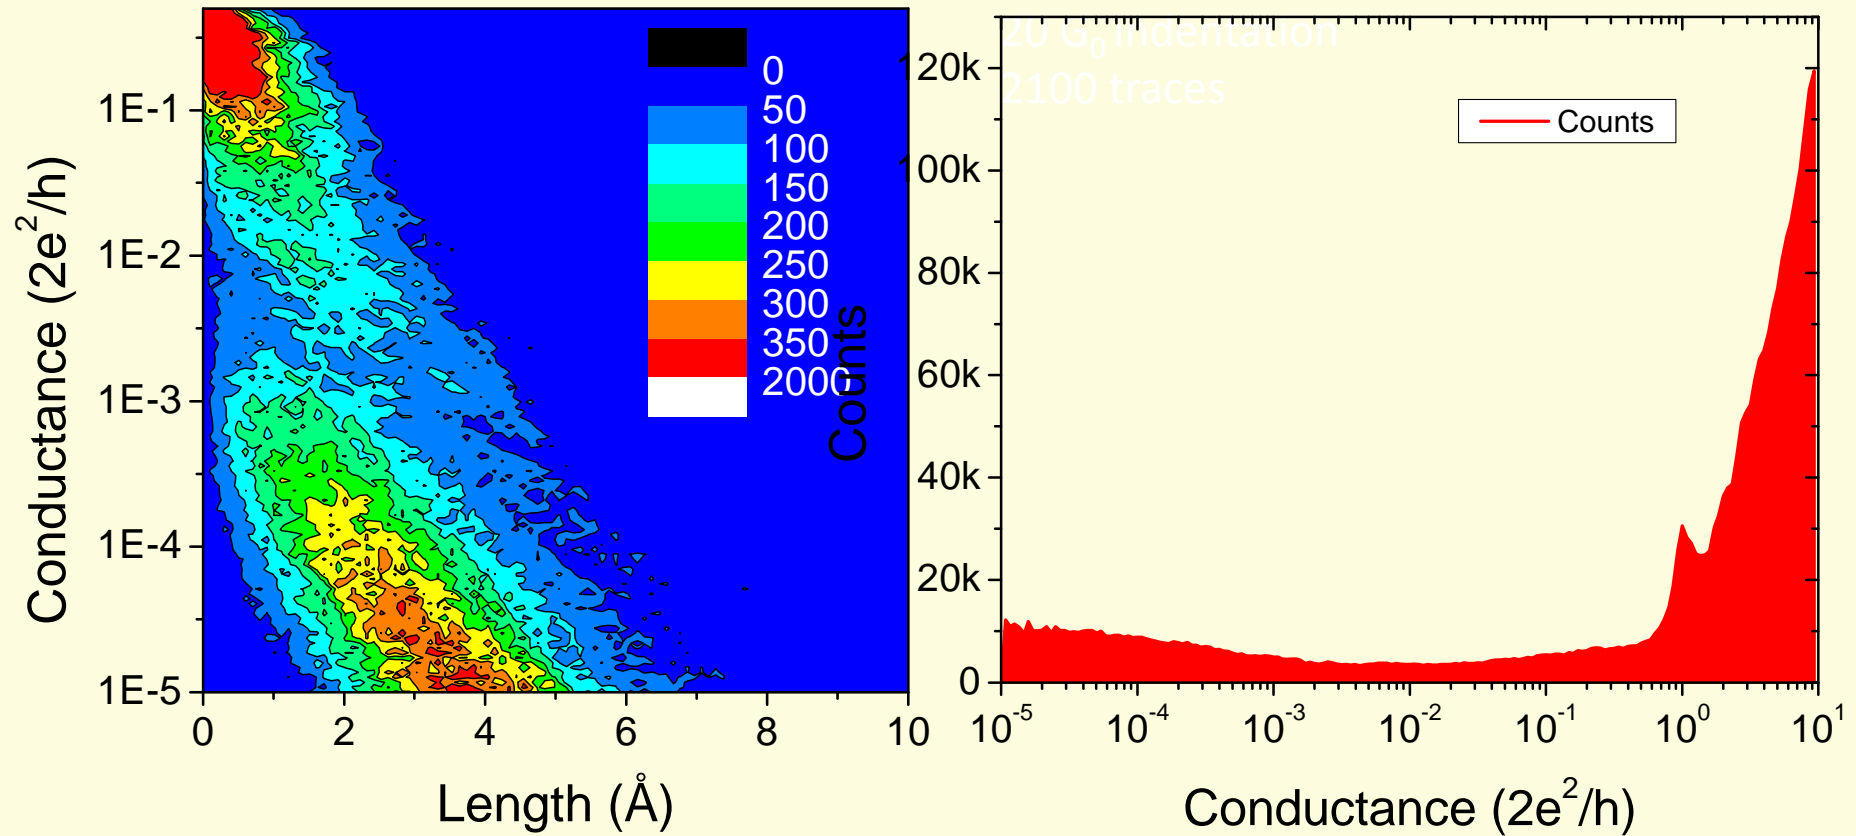 Conductance (2e²/h)
1E-1
1E-2
1E-3
1E-4
1E-5
0
2
4
6
8
10
Length (Å)
0
50
100
150
200
250
300
350
2000
Counts
120k
100k
80k
60k
40k
20k
0
20 G₀ indentation
2100 traces
Counts
10⁻⁵
10⁻⁴
10⁻³
10⁻²
10⁻¹
10⁰
10¹
Conductance (2e²/h)